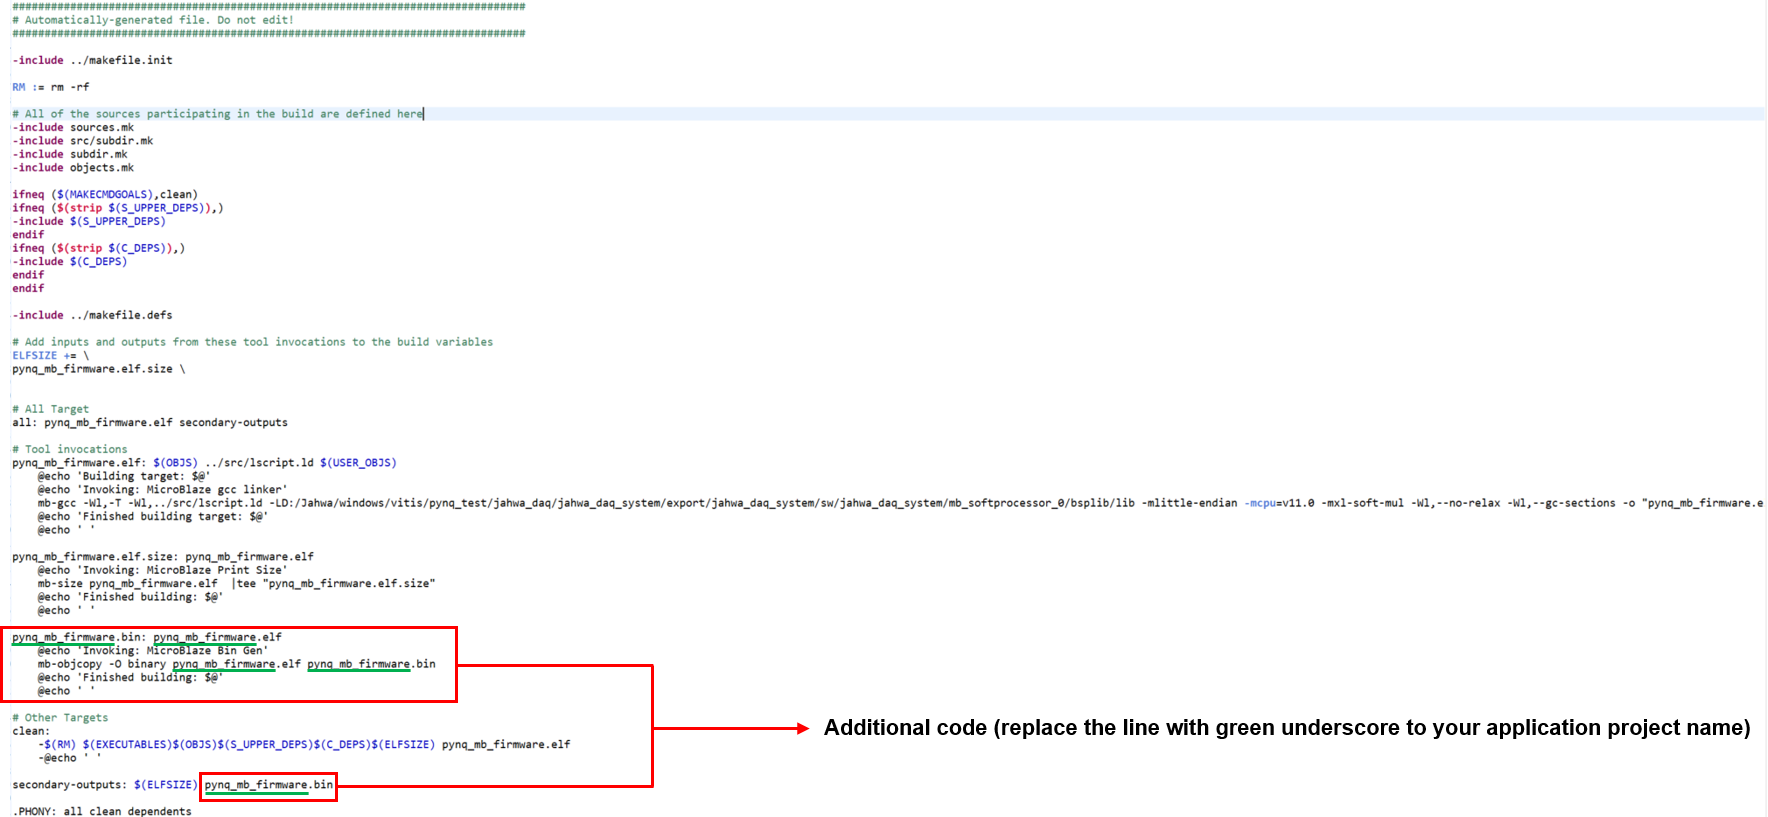 ################################################################################
# Automatically-generated file. Do not edit!
################################################################################
-include ../makefile.init
RM := rm -rf
# All of the sources participating in the build are defined here
-include sources.mk
-include src/subdir.mk
-include subdir.mk
-include objects.mk
ifneq ($(MAKECMDGOALS),clean)
ifneq ($(strip $(S_UPPER_DEPS)),)
-include $(S_UPPER_DEPS)
endif
ifneq ($(strip $(C_DEPS)),)
-include $(C_DEPS)
endif
endif
-include ../makefile.defs
# Add inputs and outputs from these tool invocations to the build variables
ELFSIZE += \
pynq_mb_firmware.elf.size \
# All Target
all: pynq_mb_firmware.elf secondary-outputs
# Tool invocations
pynq_mb_firmware.elf: $(OBJS) ../src/lscript.ld $(USER_OBJS)
@echo 'Building target: $@'
@echo 'Invoking: MicroBlaze gcc linker'
mb-gcc -Wl,-T -Wl,../src/lscript.ld -LD:/Jahwa/windows/vitis/pynq_test/jahwa_daq/jahwa_daq_system/export/jahwa_daq_system/sw/jahwa_daq_system/mb_softprocessor_0/bsplib/lib -mlittle-endian -mcpu=v11.0 -mxl-soft-mul -Wl,--no-relax -Wl,--gc-sections -o "pynq_mb_firmware.e
@echo 'Finished building target: $@'
@echo ' '
pynq_mb_firmware.elf.size: pynq_mb_firmware.elf
@echo 'Invoking: MicroBlaze Print Size'
mb-size pynq_mb_firmware.elf |tee "pynq_mb_firmware.elf.size"
@echo 'Finished building: $@'
@echo ' '
pynq_mb_firmware.bin: pynq_mb_firmware.elf
@echo 'Invoking: MicroBlaze Bin Gen'
mb-objcopy -O binary pynq_mb_firmware.elf pynq_mb_firmware.bin
@echo 'Finished building: $@'
@echo ' '
# Other Targets
clean:
-$(RM) $(EXECUTABLES)$(OBJS)$(S_UPPER_DEPS)$(C_DEPS)$(ELFSIZE) pynq_mb_firmware.elf
-@echo ' '
secondary-outputs: $(ELFSIZE) pynq_mb_firmware.bin
.PHONY: all clean dependents
Additional code (replace the line with green underscore to your application project name)